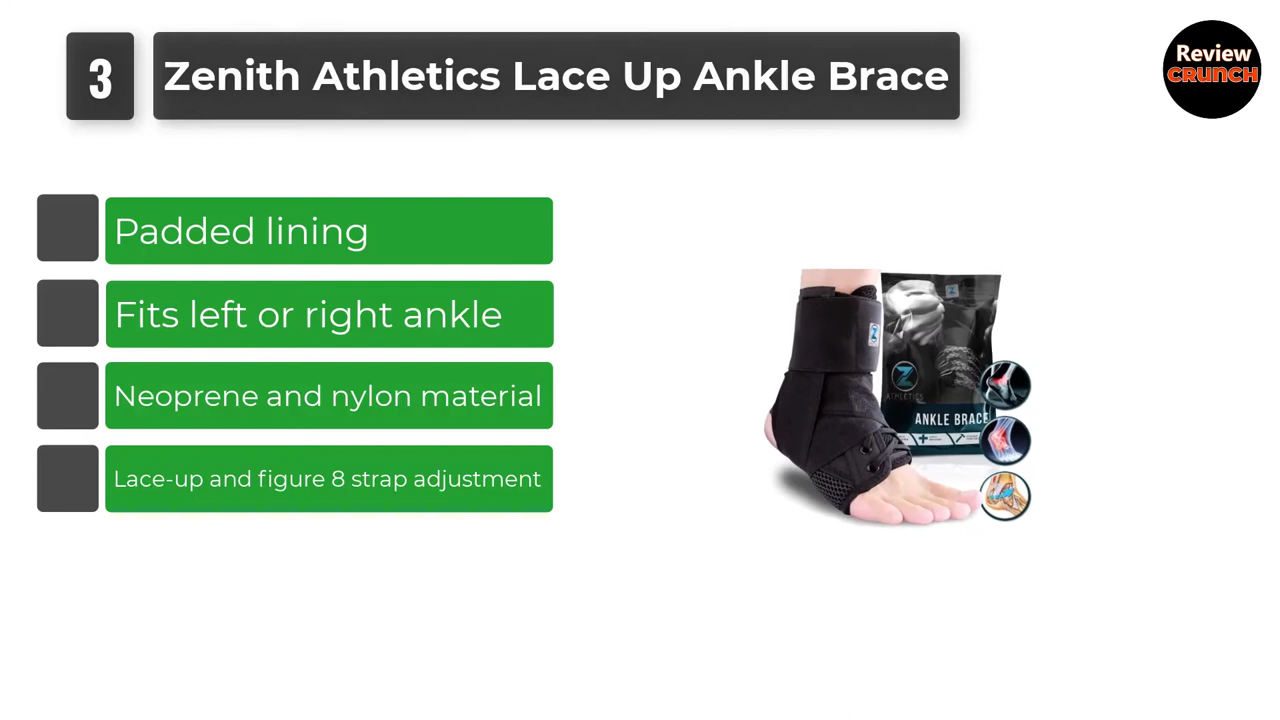 3
Zenith Athletics Lace Up Ankle Brace
Review
CRUNCH
Padded lining
Fits left or right ankle
Neoprene and nylon material
Lace-up and figure 8 strap adjustment
Z
Z
ATHLETICS
ANKLE BRACE